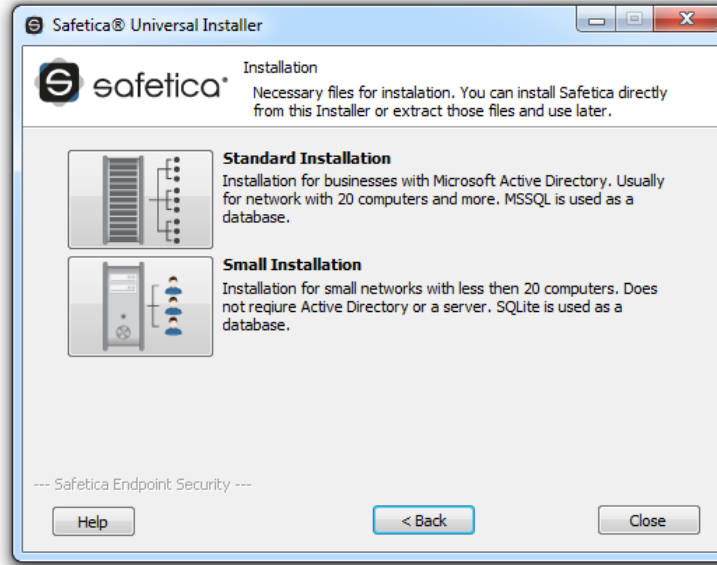 Safetica® Universal Installer
safetica
Installation
Necessary files for instalation. You can install Safetica directly
from this Installer or extract those files and use later.
Standard Installation
Installation for businesses with Microsoft Active Directory. Usually
for network with 20 computers and more. MSSQL is used as a
database.
Small Installation
Installation for small networks with less then 20 computers. Does
not reqiure Active Directory or a server. SQLite is used as a
database.
--- Safetica Endpoint Security ---
Help
< Back
Close